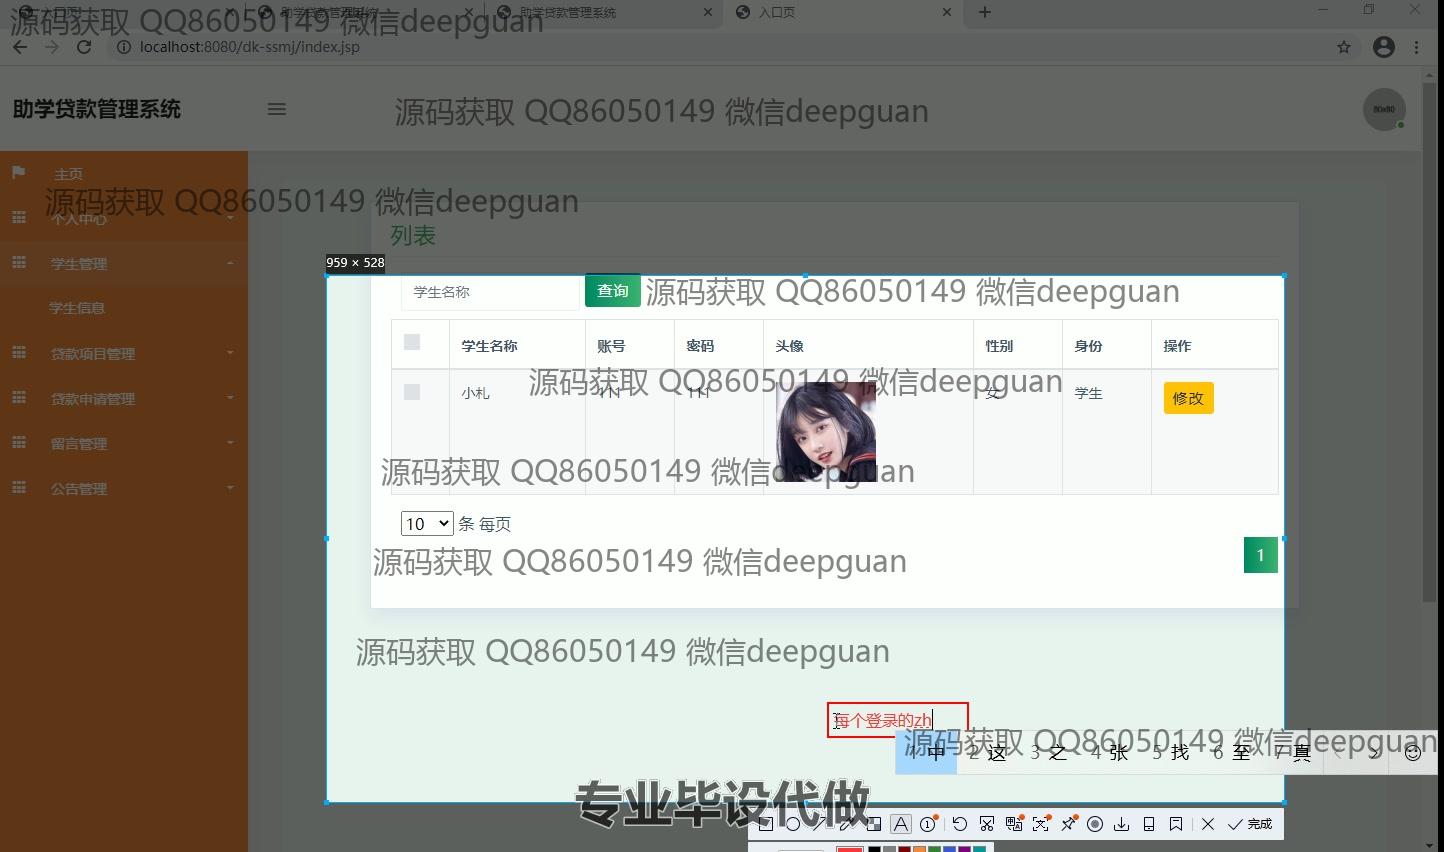 入口页
助学贷款管理系统
助学贷款管理系统
入口页
源码获取 QQ86050149 微信deepguan
localhost:8080/dk-ssmj/index.jsp
助学贷款管理系统
源码获取 QQ86050149 微信deepguan
80x80
主页
源码获取 QQ86050149 微信deepguan
个人中心
列表
学生管理
959 × 528
学生名称
查询
源码获取 QQ86050149 微信deepguan
学生信息
学生名称 账号 密码 头像 性别 身份 操作
贷款项目管理
源码获取 QQ86050149 微信deepguan
小札 111 111 女 学生 修改
贷款申请管理
留言管理
源码获取 QQ86050149 微信deepguan
公告管理
10 条 每页
源码获取 QQ86050149 微信deepguan
1
源码获取 QQ86050149 微信deepguan
每个登录的zh
源码获取 QQ86050149 微信deepguan
1 中 2 这 3 之 4 张 5 找 6 至 7 真
专业毕设代做
完成